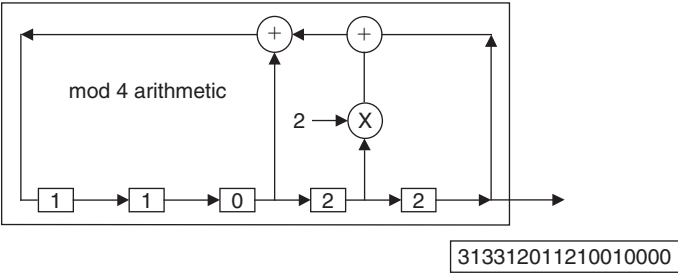 + +
mod 4 arithmetic
2 X
1 1 0 2 2
313312011210010000